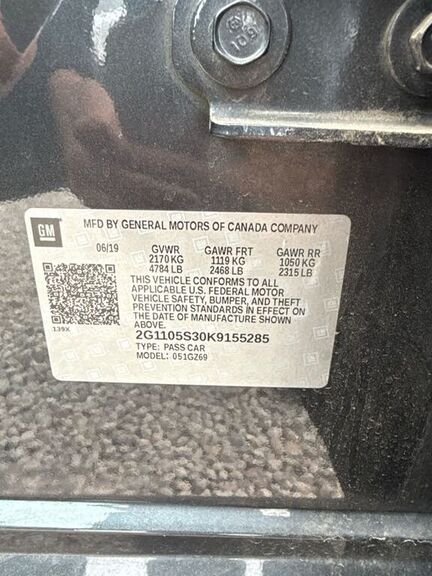 GM
MFD BY GENERAL MOTORS OF CANADA COMPANY
06/19 GVWR GAWR FRT GAWR RR
2170 KG 1119 KG 1050 KG
4784 LB 2468 LB 2315 LB
THIS VEHICLE CONFORMS TO ALL
APPLICABLE U.S. FEDERAL MOTOR
VEHICLE SAFETY, BUMPER, AND THEFT
PREVENTION STANDARDS IN EFFECT ON
THE DATE OF MANUFACTURE SHOWN
ABOVE.
139X
2G1105S30K9155285
TYPE: PASS CAR
MODEL: 051GZ69